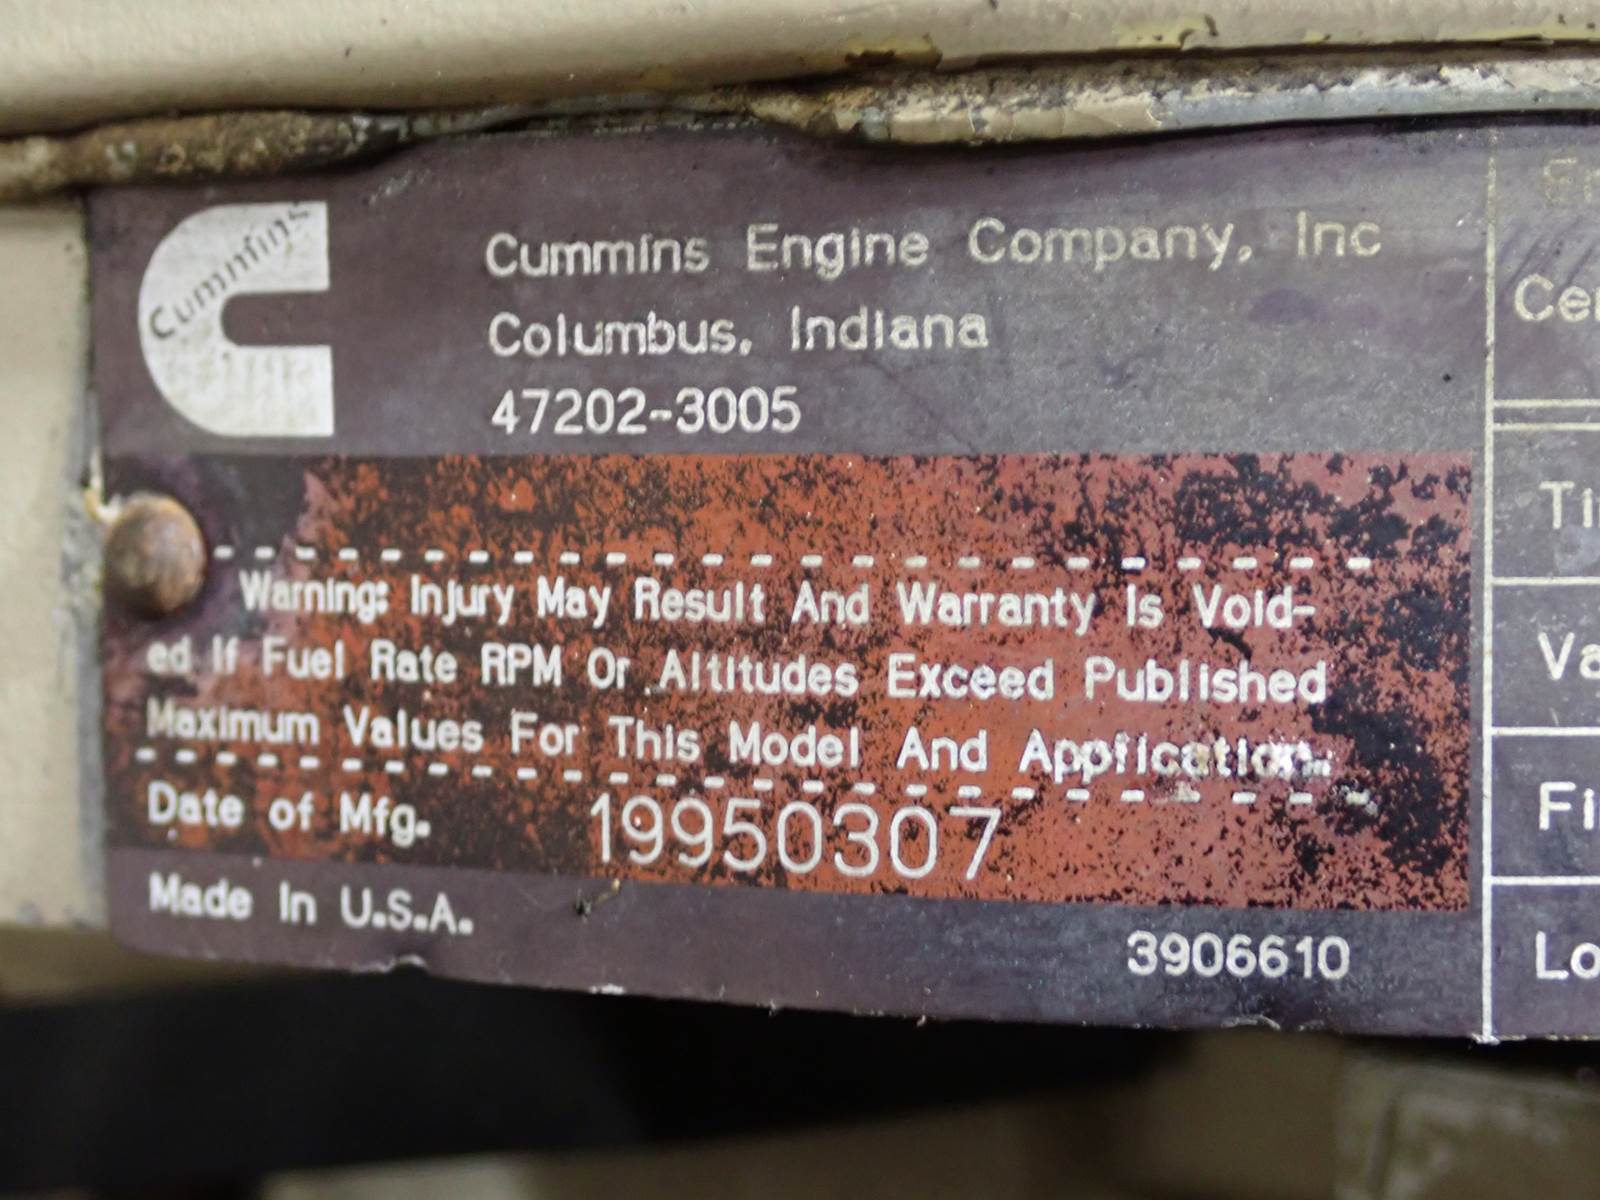 Cummins
Cummins Engine Company, Inc
Columbus, Indiana
47202-3005
Warning: Injury May Result And Warranty Is Void-
ed If Fuel Rate RPM Or Altitudes Exceed Published
Maximum Values For This Model And Application.
Date of Mfg. 19950307
Made In U.S.A.
3906610